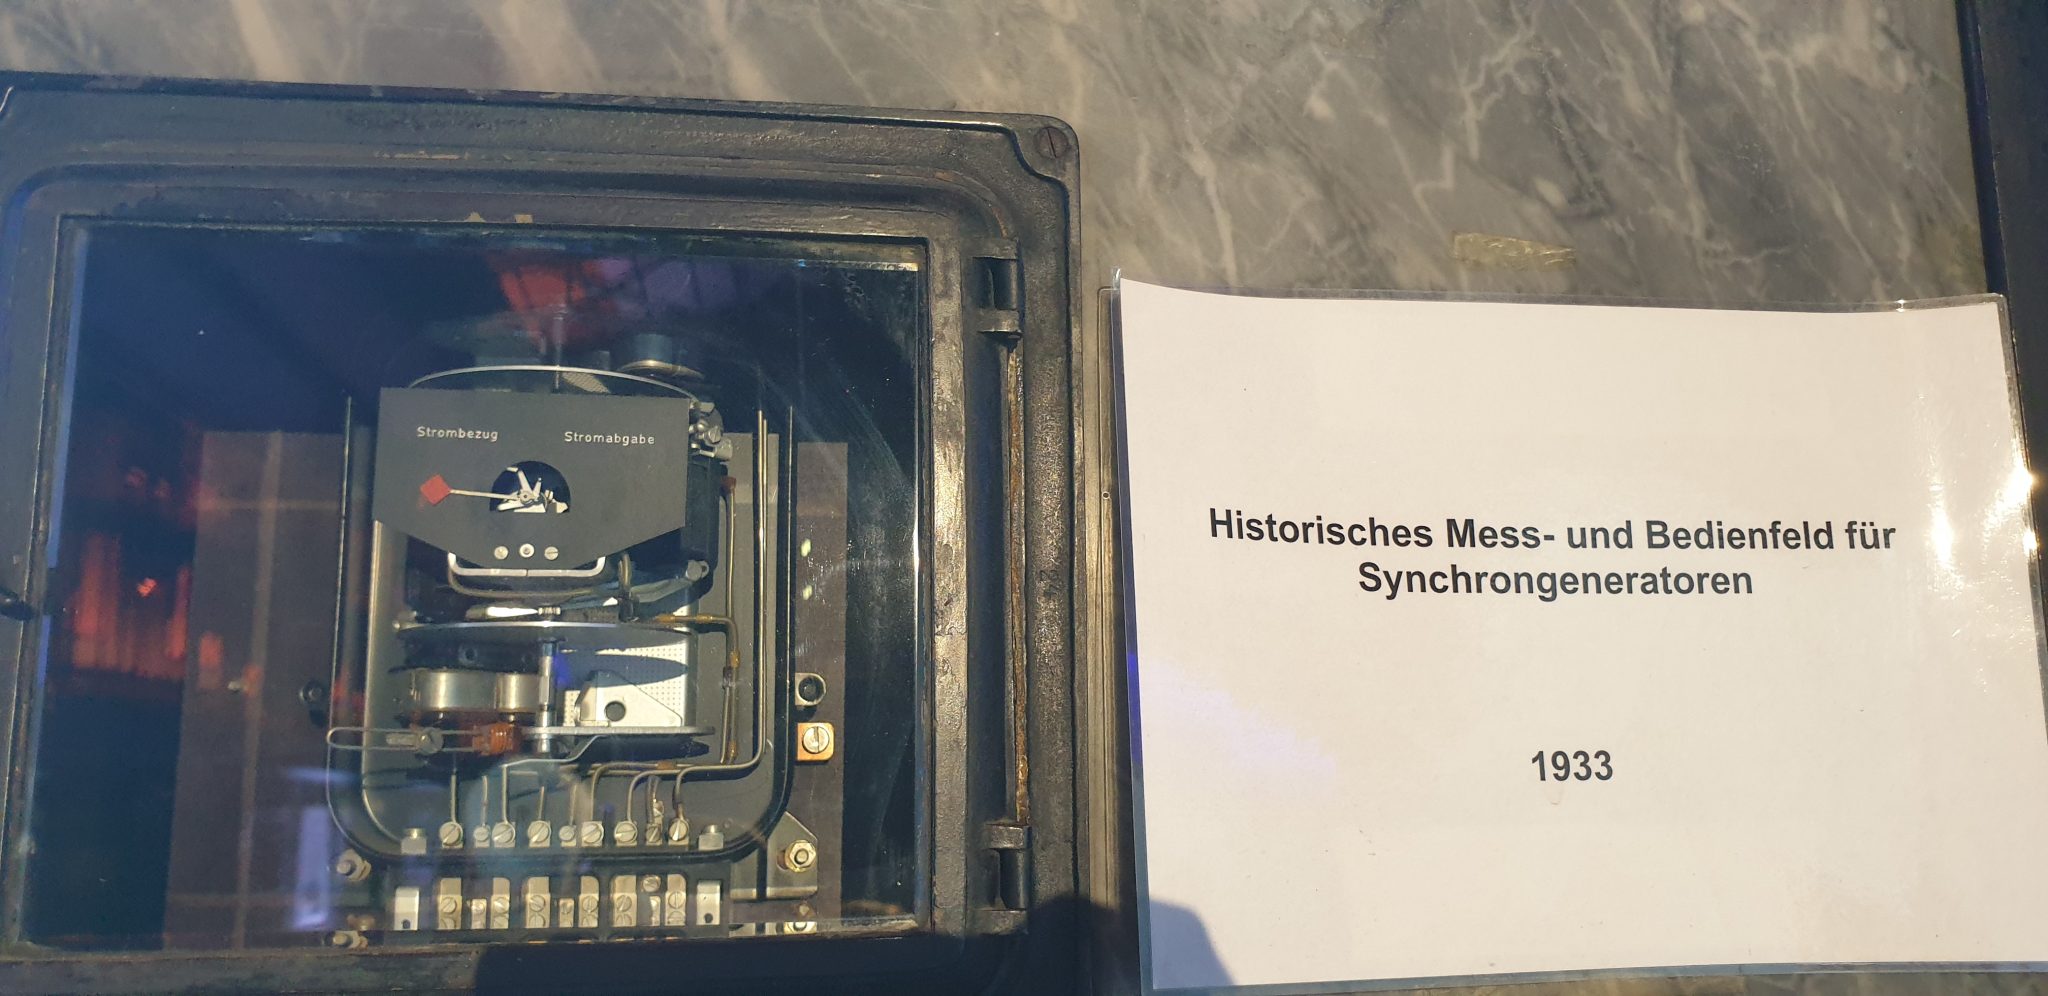 Strombezug
Stromabgabe
Historisches Mess- und Bedienfeld für
Synchrongeneratoren
1933